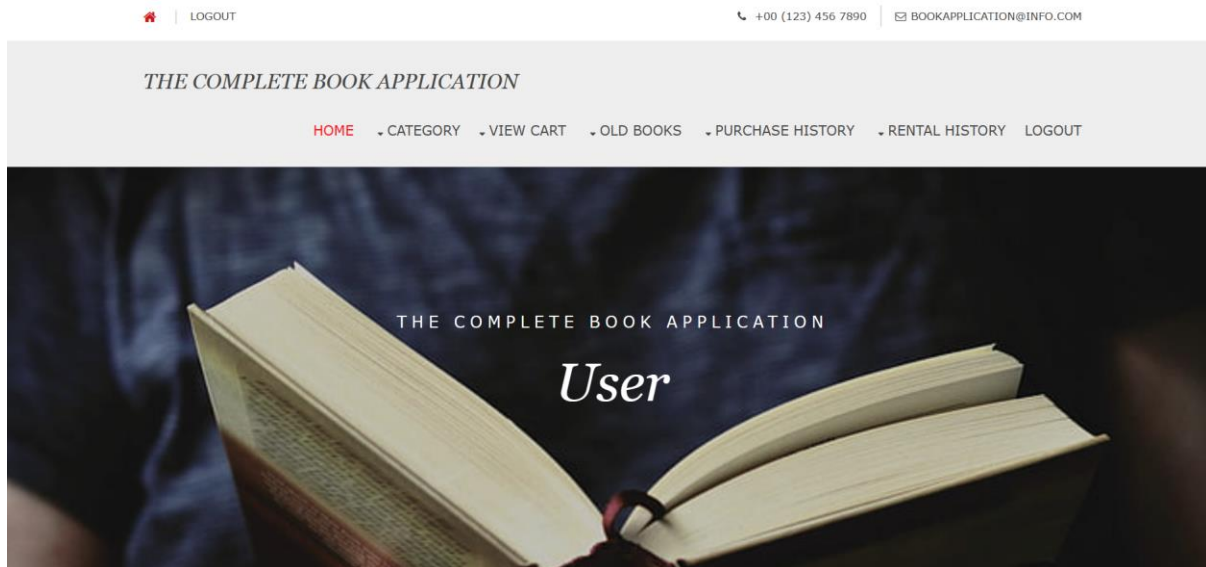 LOGOUT +00 (123) 456 7890 BOOKAPPLICATION@INFO.COM
THE COMPLETE BOOK APPLICATION
HOME CATEGORY VIEW CART OLD BOOKS PURCHASE HISTORY RENTAL HISTORY LOGOUT
THE COMPLETE BOOK APPLICATION
User